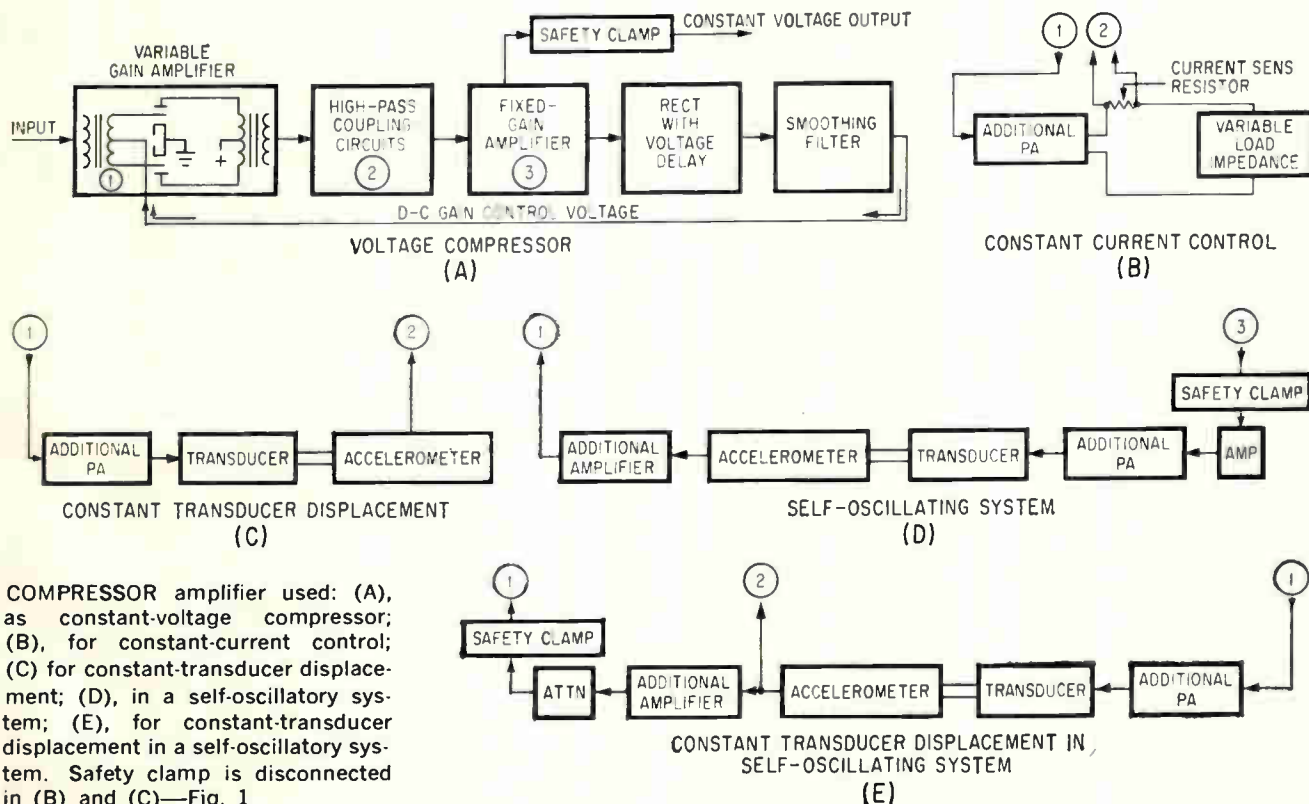 CONSTANT VOLTAGE OUTPUT
SAFETY CLAMP
VARIABLE
GAIN AMPLIFIER
INPUT
1
+
HIGH-PASS
COUPLING
CIRCUITS
2
FIXED-
GAIN
AMPLIFIER
3
RECT
WITH
VOLTAGE
DELAY
SMOOTHING
FILTER
D-C GAIN CONTROL VOLTAGE
VOLTAGE COMPRESSOR
(A)
1
2
CURRENT SENS
RESISTOR
ADDITIONAL
PA
VARIABLE
LOAD
IMPEDANCE
CONSTANT CURRENT CONTROL
(B)
1
2
ADDITIONAL
PA
TRANSDUCER
ACCELEROMETER
CONSTANT TRANSDUCER DISPLACEMENT
(C)
1
3
SAFETY CLAMP
ADDITIONAL
AMPLIFIER
ACCELEROMETER
TRANSDUCER
ADDITIONAL
PA
AMP
SELF-OSCILLATING SYSTEM
(D)
COMPRESSOR amplifier used: (A),
as constant-voltage compressor;
(B), for constant-current control;
(C) for constant-transducer displace-
ment; (D), in a self-oscillatory sys-
tem; (E), for constant-transducer
displacement in a self-oscillatory sys-
tem. Safety clamp is disconnected
in (B) and (C)—Fig. 1
1
2
1
SAFETY CLAMP
ATTN
ADDITIONAL
AMPLIFIER
ACCELEROMETER
TRANSDUCER
ADDITIONAL
PA
CONSTANT TRANSDUCER DISPLACEMENT IN
SELF-OSCILLATING SYSTEM
(E)